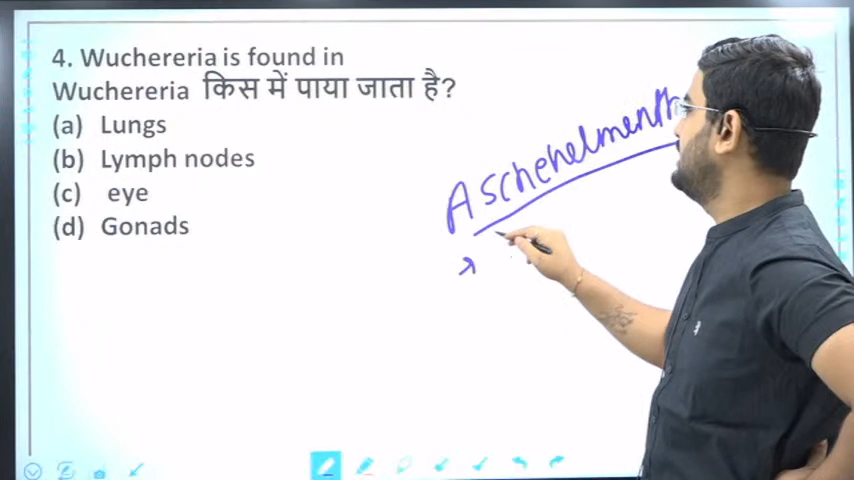 4. Wuchereria is found in
Wuchereria किस में पाया जाता है?
(a) Lungs
(b) Lymph nodes
(c) eye
(d) Gonads
Aschehelmenth